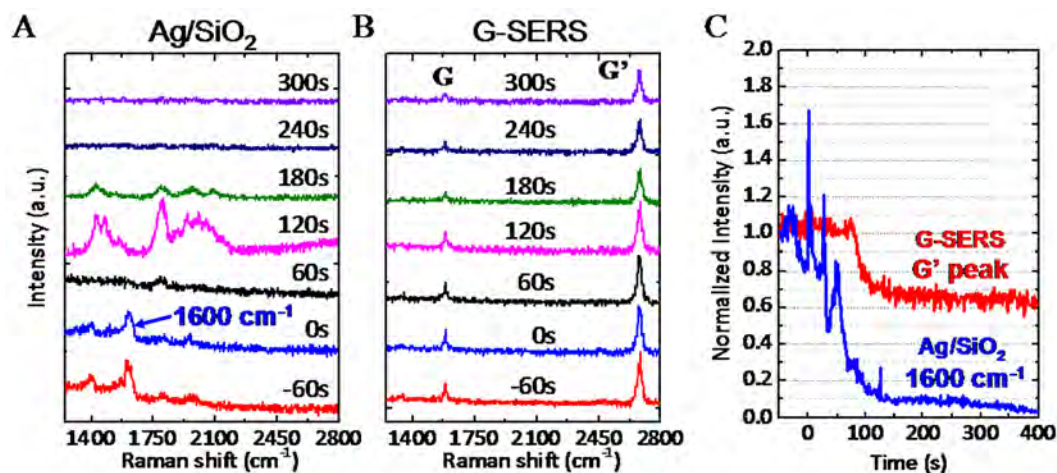 A
Ag/SiO₂
Intensity (a.u.)
300s
240s
180s
120s
60s
1600 cm⁻¹
0s
-60s
1400 1750 2100 2450 2800
Raman shift (cm⁻¹)
B
G-SERS
G
G'
300s
240s
180s
120s
60s
0s
-60s
1400 1750 2100 2450 2800
Raman shift (cm⁻¹)
C
Normalized Intensity (a.u.)
2.0
1.8
1.6
1.4
1.2
1.0
0.8
0.6
0.4
0.2
0.0
G-SERS
G' peak
Ag/SiO₂
1600 cm⁻¹
0 100 200 300 400
Time (s)